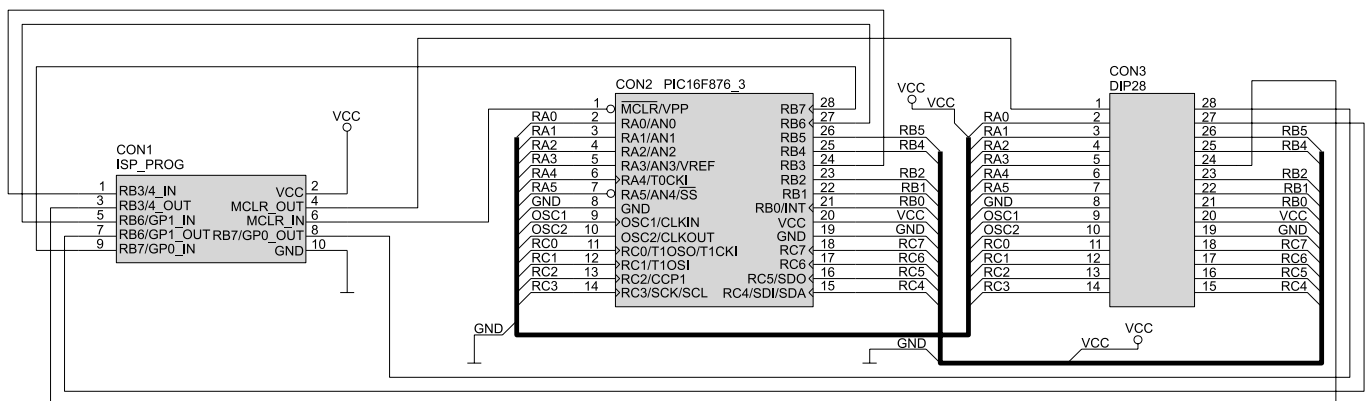 CON1
ISP_PROG
1 RB3/4_IN VCC 2
3 RB3/4_OUT MCLR_OUT 4
5 RB6/GP1_IN MCLR_IN 6
7 RB6/GP1_OUT RB7/GP0_OUT 8
9 RB7/GP0_IN GND 10
VCC
CON2 PIC16F876_3
1 MCLR/VPP RB7 28
RA0 2 RA0/AN0 RB6 27
RA1 3 RA1/AN1 RB5 26 RB5
RA2 4 RA2/AN2 RB4 25 RB4
RA3 5 RA3/AN3/VREF RB3 24
RA4 6 RA4/T0CKI RB2 23 RB2
RA5 7 RA5/AN4/SS RB1 22 RB1
GND 8 GND RB0/INT 21 RB0
OSC1 9 OSC1/CLKIN VCC 20 VCC
OSC2 10 OSC2/CLKOUT GND 19 GND
RC0 11 RC0/T1OSO/T1CKI RC7 18 RC7
RC1 12 RC1/T1OSI RC6 17 RC6
RC2 13 RC2/CCP1 RC5/SDO 16 RC5
RC3 14 RC3/SCK/SCL RC4/SDI/SDA 15 RC4
GND
VCC
VCC
CON3
DIP28
1 28
RA0 2 27
RA1 3 26 RB5
RA2 4 25 RB4
RA3 5 24
RA4 6 23 RB2
RA5 7 22 RB1
GND 8 21 RB0
OSC1 9 20 VCC
OSC2 10 19 GND
RC0 11 18 RC7
RC1 12 17 RC6
RC2 13 16 RC5
RC3 14 15 RC4
GND
VCC
VCC